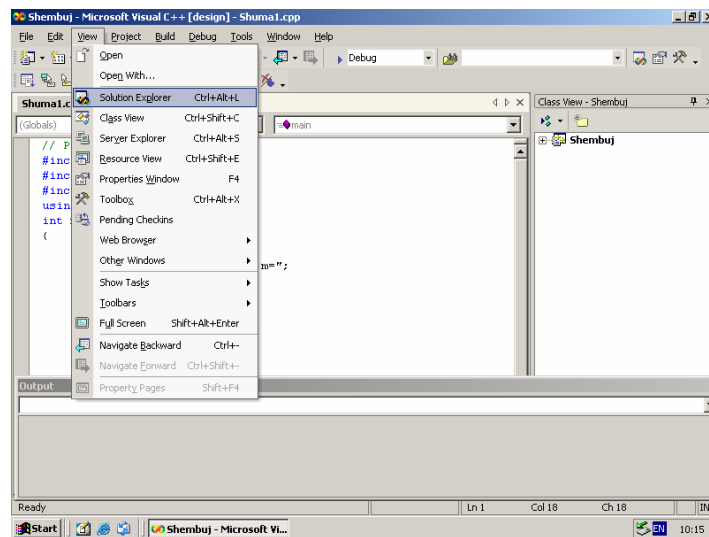 Shembuj - Microsoft Visual C++ [design] - Shuma1.cpp
File Edit View Project Build Debug Tools Window Help
Debug
Open
Open With...
Shuma1.c
Solution Explorer Ctrl+Alt+L
Class View - Shembuj
(Globals)
Class View Ctrl+Shift+C
main
Server Explorer Ctrl+Alt+S
Shembuj
// P
#inc
Resource View Ctrl+Shift+E
#inc
Properties Window F4
#inc
Toolbox Ctrl+Alt+X
usin
int
Pending Checkins
{
Web Browser
Other Windows
m=";
Show Tasks
Toolbars
Full Screen Shift+Alt+Enter
Navigate Backward Ctrl+-
Navigate Forward Ctrl+Shift+-
Output
Property Pages Shift+F4
Ready Ln 1 Col 18 Ch 18 IN
Start Shembuj - Microsoft Vi... EN 10:15